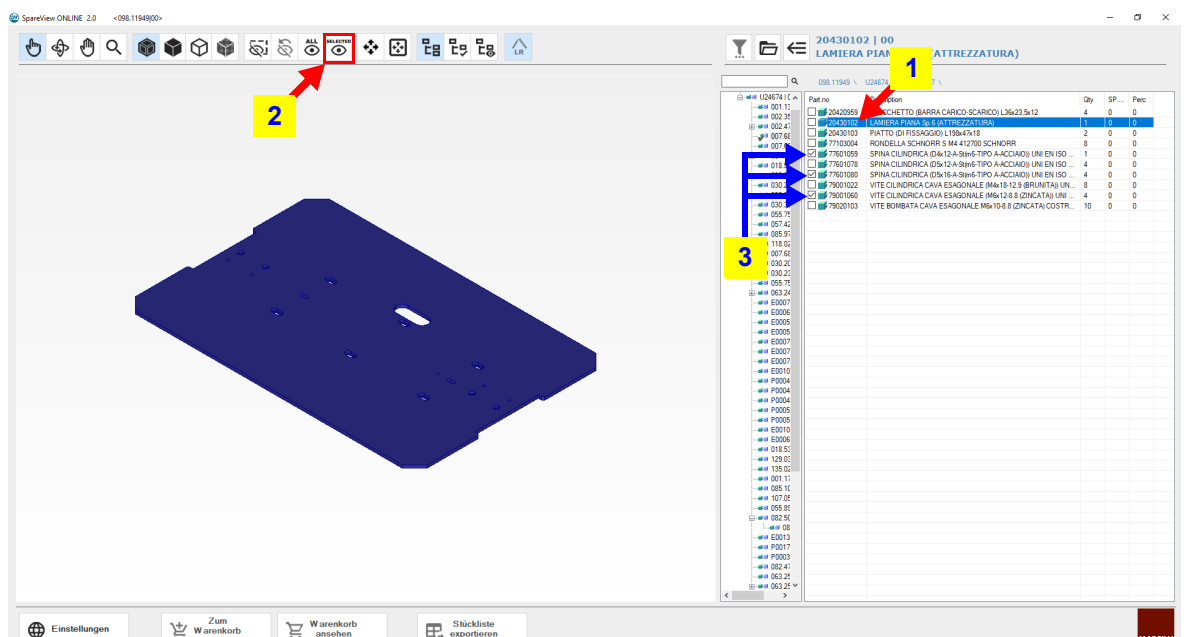 SpareView ONLINE 2.0 <098.11949|00>
ALL
SELECTED
LR
20430102 | 00
LAMIERA PIAN ATTREZZATURA)
1
2
3
098.11949 \ U24674 \
Part.no Qty SP.... Perc
20420959 CHETTO (BARRA CARICO-SCARICO) L36x23,5x12 4 0 0
20430102 LAMIERA PIANA Sp.6 (ATTREZZATURA) 1 0 0
20430103 PIATTO (DI FISSAGGIO) L198x47x18 2 0 0
77103004 RONDELLA SCHNORR S M4 412700 SCHNORR 8 0 0
77601059 SPINA CILINDRICA (D4x12-A-St(m6-TIPO A-ACCIAIO)) UNI EN ISO ... 1 0 0
77601078 SPINA CILINDRICA (D5x12-A-St(m6-TIPO A-ACCIAIO)) UNI EN ISO ... 4 0 0
77601080 SPINA CILINDRICA (D5x16-A-St(m6-TIPO A-ACCIAIO)) UNI EN ISO ... 4 0 0
79001022 VITE CILINDRICA CAVA ESAGONALE (M4x18-12.9 (BRUNITA)) UN... 8 0 0
79001060 VITE CILINDRICA CAVA ESAGONALE (M6x12-8.8 (ZINCATA)) UNI ... 4 0 0
79020103 VITE BOMBATA CAVA ESAGONALE M6x10-8.8 (ZINCATA) COSTR... 10 0 0
U24674 | 0
001.13
002.35
002.47
007.68
018.5
030.2
030.3
055.75
057.42
085.97
118.02
007.68
030.20
030.23
055.75
063.24
E0007
E0006
E0005
E0005
E0007
E0007
E0007
E0010
P0004
P0004
P0004
P0005
P0005
E0010
E0006
018.53
129.03
135.02
001.17
085.10
107.05
055.85
082.50
08
E0013
P0017
P0003
082.47
063.25
063.25
Einstellungen
Zum
Warenkorb
Warenkorb
ansehen
Stückliste
exportieren